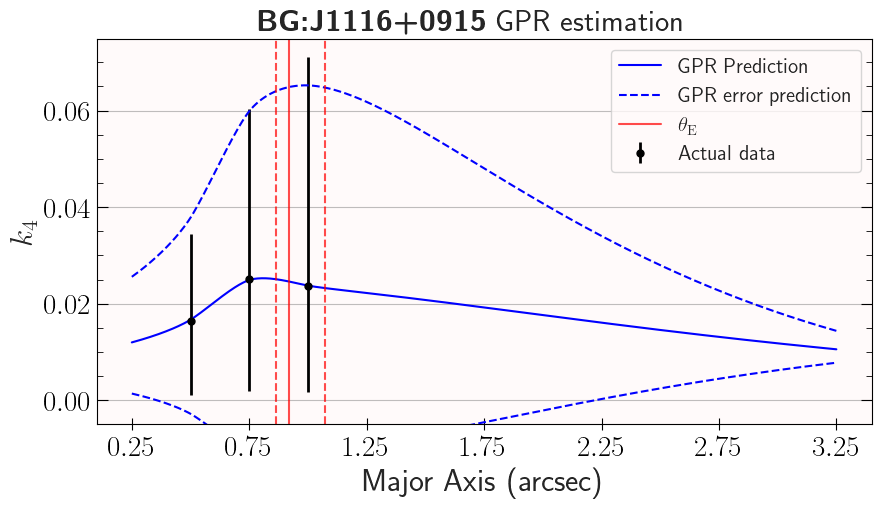 BG:J1116+0915 GPR estimation
GPR Prediction
GPR error prediction
θE
Actual data
k4
0.06
0.04
0.02
0.00
0.25 0.75 1.25 1.75 2.25 2.75 3.25
Major Axis (arcsec)